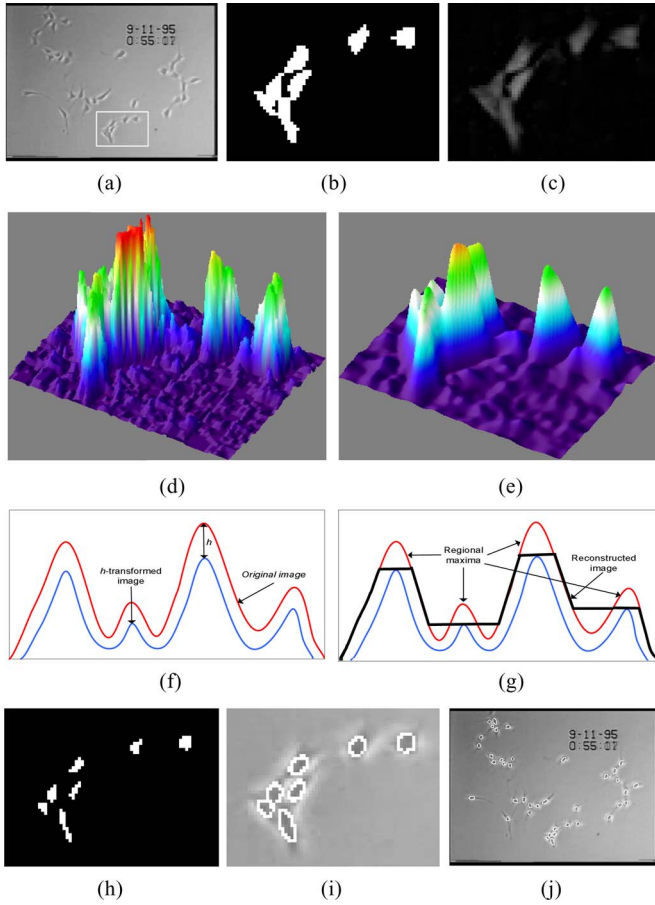 9-11-95
0:55:07
(a)
(b)
(c)
(d)
(e)
h
h-transformed
image
Original image
(f)
Regional
maxima
Reconstructed
image
(g)
(h)
(i)
9-11-95
0:55:07
(j)